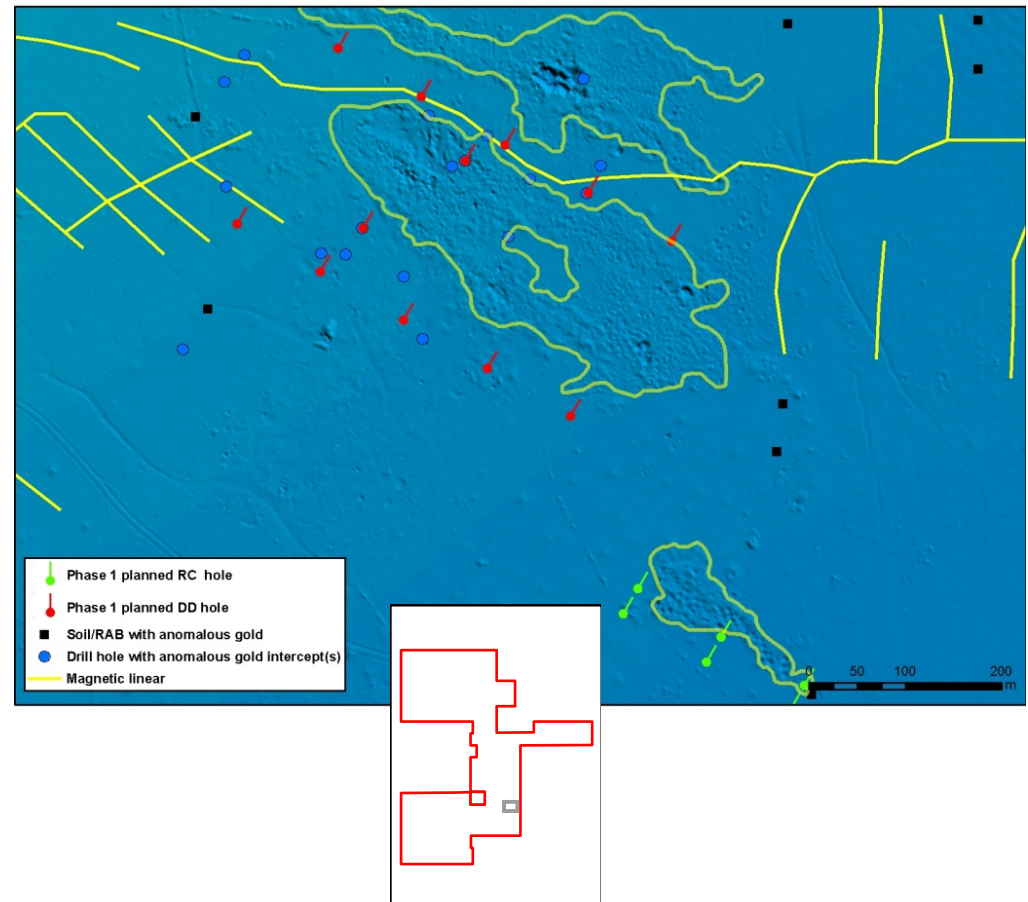 Phase 1 planned RC hole
Phase 1 planned DD hole
Soil/RAB with anomalous gold
Drill hole with anomalous gold intercept(s)
Magnetic linear
0 50 100 200
m